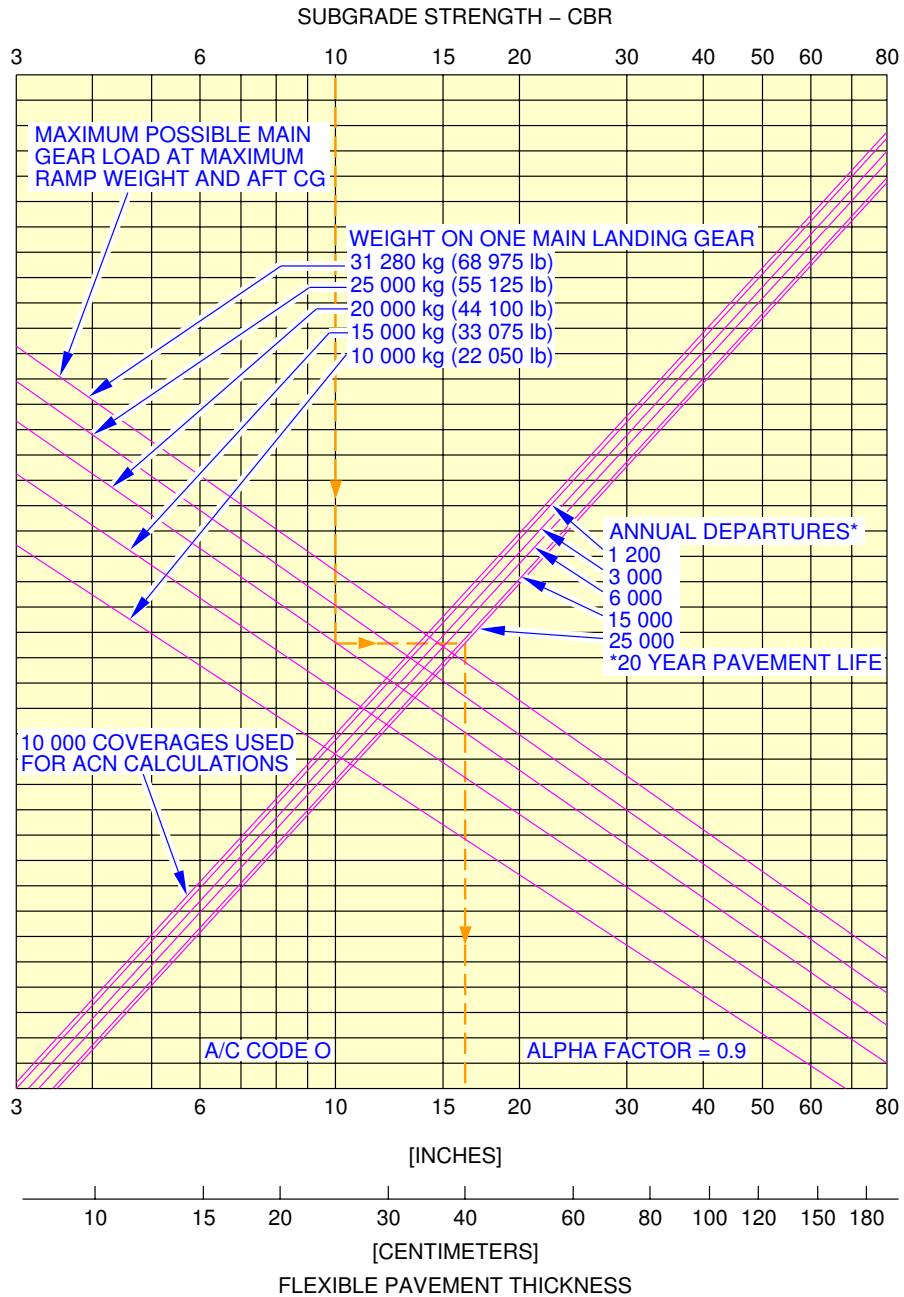 SUBGRADE STRENGTH – CBR
3 6 10 15 20 30 40 50 60 80
MAXIMUM POSSIBLE MAIN
GEAR LOAD AT MAXIMUM
RAMP WEIGHT AND AFT CG
WEIGHT ON ONE MAIN LANDING GEAR
31 280 kg (68 975 lb)
25 000 kg (55 125 lb)
20 000 kg (44 100 lb)
15 000 kg (33 075 lb)
10 000 kg (22 050 lb)
ANNUAL DEPARTURES*
1 200
3 000
6 000
15 000
25 000
*20 YEAR PAVEMENT LIFE
10 000 COVERAGES USED
FOR ACN CALCULATIONS
A/C CODE O
ALPHA FACTOR = 0.9
3 6 10 15 20 30 40 50 60 80
[INCHES]
10 15 20 30 40 60 80 100 120 150 180
[CENTIMETERS]
FLEXIBLE PAVEMENT THICKNESS